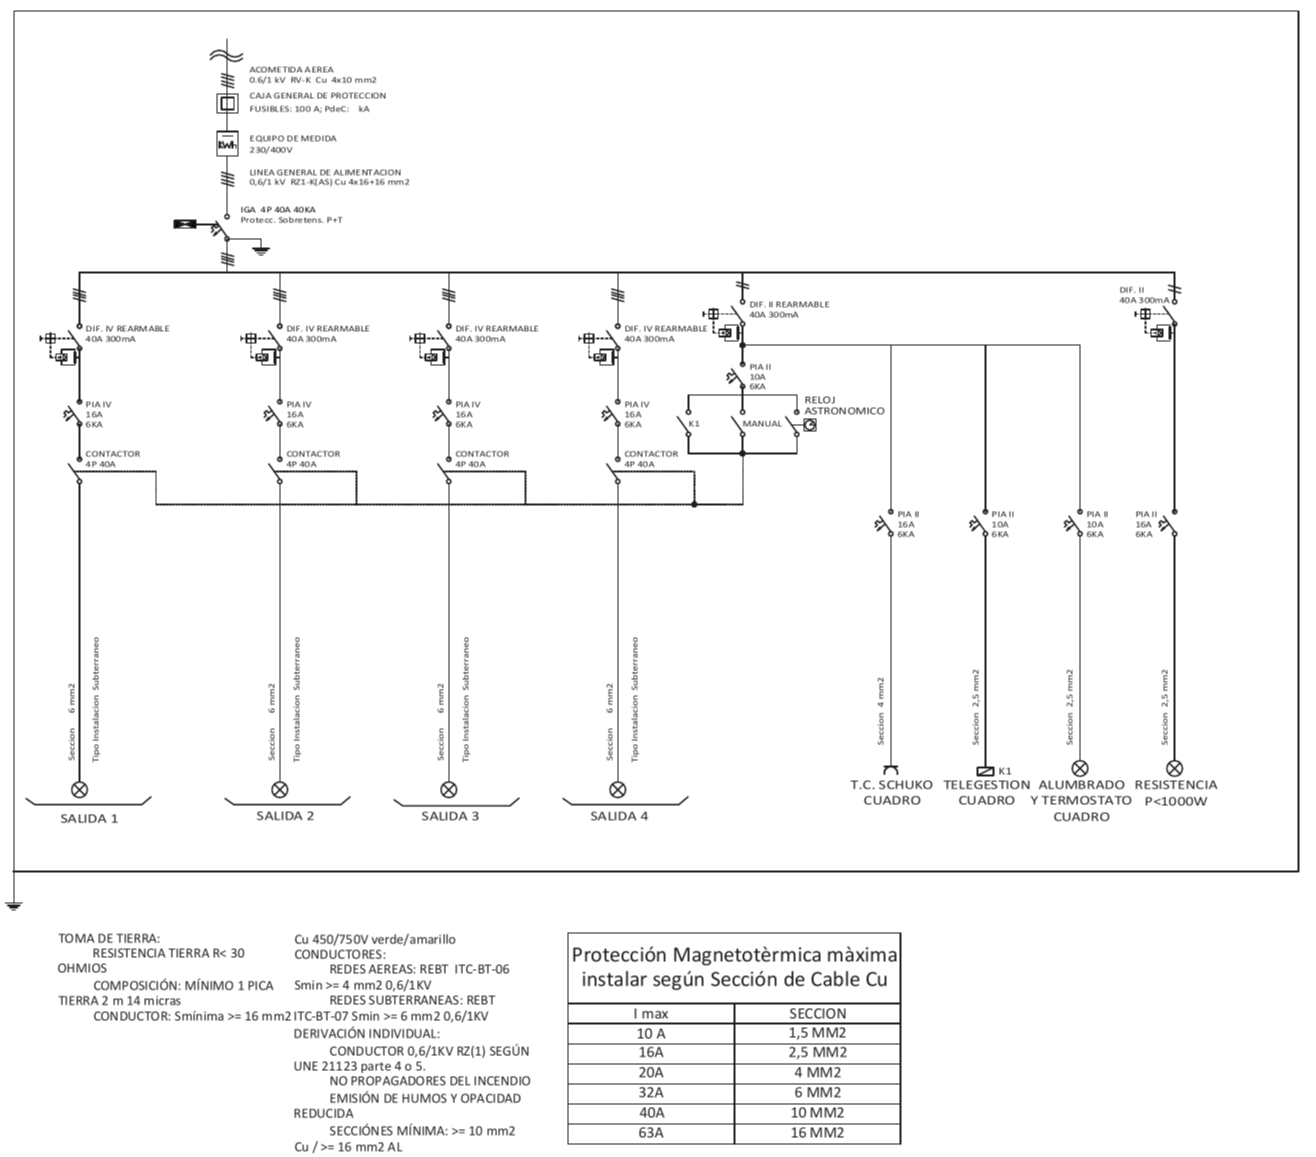 ACOMETIDA AEREA
0.6/1 kV RV-K Cu 4x10 mm2
CAJA GENERAL DE PROTECCION
FUSIBLES: 100 A; PdeC: kA
KWh
EQUIPO DE MEDIDA
230/400V
LINEA GENERAL DE ALIMENTACION
0,6/1 kV RZ1-K(AS) Cu 4x16+16 mm2
IGA 4P 40A 40KA
Protecc. Sobretens. P+T
DIF. IV REARMABLE
40A 300mA
PIA IV
16A
6KA
CONTACTOR
4P 40A
Seccion 6 mm2
Tipo Instalacion Subterraneo
SALIDA 1
DIF. IV REARMABLE
40A 300mA
PIA IV
16A
6KA
CONTACTOR
4P 40A
Seccion 6 mm2
Tipo Instalacion Subterraneo
SALIDA 2
DIF. IV REARMABLE
40A 300mA
PIA IV
16A
6KA
CONTACTOR
4P 40A
Seccion 6 mm2
Tipo Instalacion Subterraneo
SALIDA 3
DIF. IV REARMABLE
40A 300mA
PIA IV
16A
6KA
CONTACTOR
4P 40A
Seccion 6 mm2
Tipo Instalacion Subterraneo
SALIDA 4
DIF. II REARMABLE
40A 300mA
PIA II
10A
6KA
K1
MANUAL
RELOJ
ASTRONOMICO
PIA II
16A
6KA
Seccion 4 mm2
T.C. SCHUKO
CUADRO
PIA II
10A
6KA
Seccion 2,5 mm2
K1
TELEGESTION
CUADRO
PIA II
10A
6KA
Seccion 2,5 mm2
ALUMBRADO
Y TERMOSTATO
CUADRO
DIF. II
40A 300mA
PIA II
16A
6KA
Seccion 2,5 mm2
RESISTENCIA
P<1000W
TOMA DE TIERRA:
RESISTENCIA TIERRA R< 30
OHMIOS
COMPOSICIÓN: MÍNIMO 1 PICA
TIERRA 2 m 14 micras
CONDUCTOR: Smínima >= 16 mm2
Cu 450/750V verde/amarillo
CONDUCTORES:
REDES AEREAS: REBT ITC-BT-06
Smin >= 4 mm2 0,6/1KV
REDES SUBTERRANEAS: REBT
ITC-BT-07 Smin >= 6 mm2 0,6/1KV
DERIVACIÓN INDIVIDUAL:
CONDUCTOR 0,6/1KV RZ(1) SEGÚN
UNE 21123 parte 4 o 5.
NO PROPAGADORES DEL INCENDIO
EMISIÓN DE HUMOS Y OPACIDAD
REDUCIDA
SECCIÓNES MÍNIMA: >= 10 mm2
Cu / >= 16 mm2 AL
Protección Magnetotèrmica màxima
instalar según Sección de Cable Cu
I max SECCION
10 A 1,5 MM2
16A 2,5 MM2
20A 4 MM2
32A 6 MM2
40A 10 MM2
63A 16 MM2